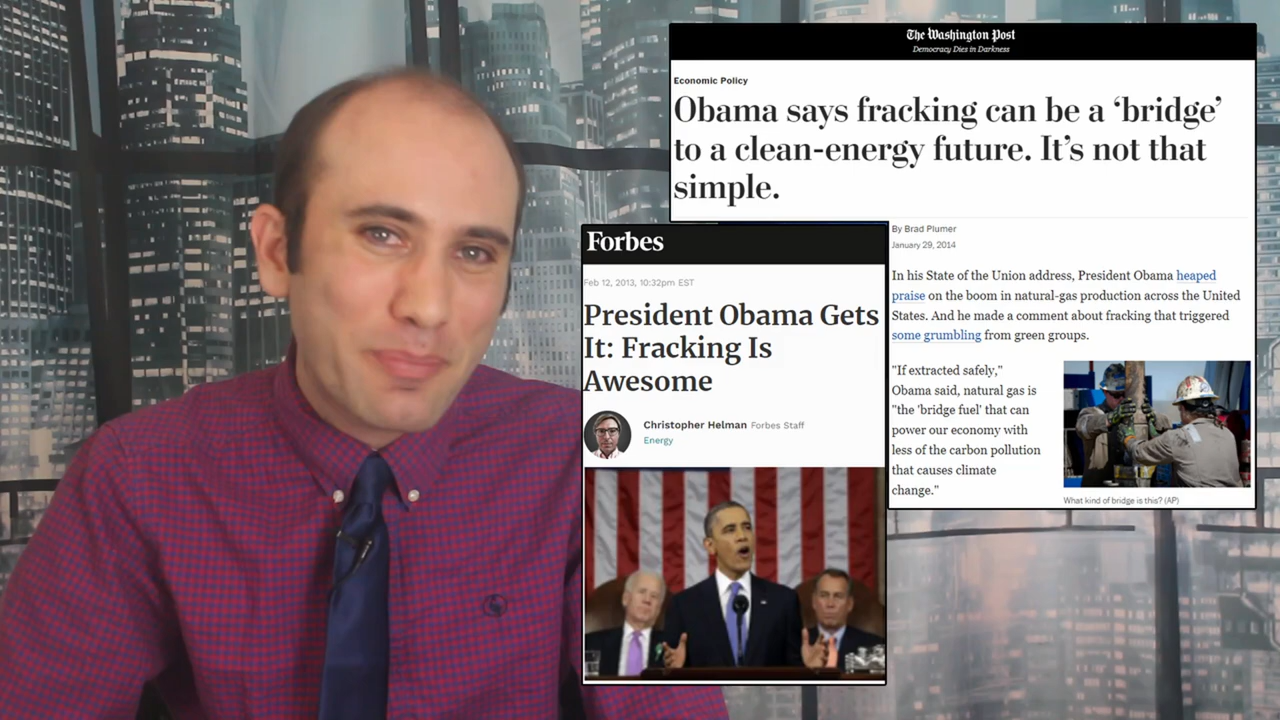 The Washington Post
Democracy Dies in Darkness
Economic Policy
Obama says fracking can be a ‘bridge’
to a clean-energy future. It’s not that
simple.
By Brad Plumer
January 29, 2014
In his State of the Union address, President Obama heaped
praise on the boom in natural-gas production across the United
States. And he made a comment about fracking that triggered
some grumbling from green groups.
"If extracted safely,"
Obama said, natural gas is
"the 'bridge fuel' that can
power our economy with
less of the carbon pollution
that causes climate
change."
What kind of bridge is this? (AP)
Forbes
Feb 12, 2013, 10:32pm EST
President Obama Gets
It: Fracking Is
Awesome
Christopher Helman Forbes Staff
Energy